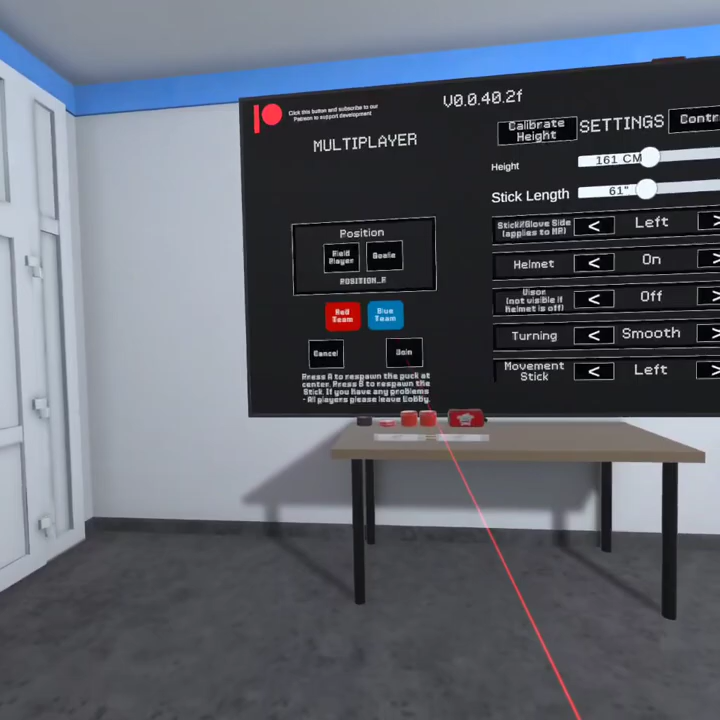 Click this button and subscribe to our
Patreon to support development
V0.0.40.2f
MULTIPLAYER
Calibrate
Height
SETTINGS
Contr
Height
161 CM
Stick Length
61"
Position
Field
Player
Goalie
POSITION_R
Red
Team
Blue
Team
Cancel
Join
Press A to respawn the puck at
center. Press B to respawn the
Stick. If you have any problems
- All players please leave Lobby.
Stick/Glove Side
(applies to MP)
<
Left
>
Helmet
<
On
>
Visor
(not visible if
helmet is off)
<
Off
>
Turning
<
Smooth
>
Movement
Stick
<
Left
>